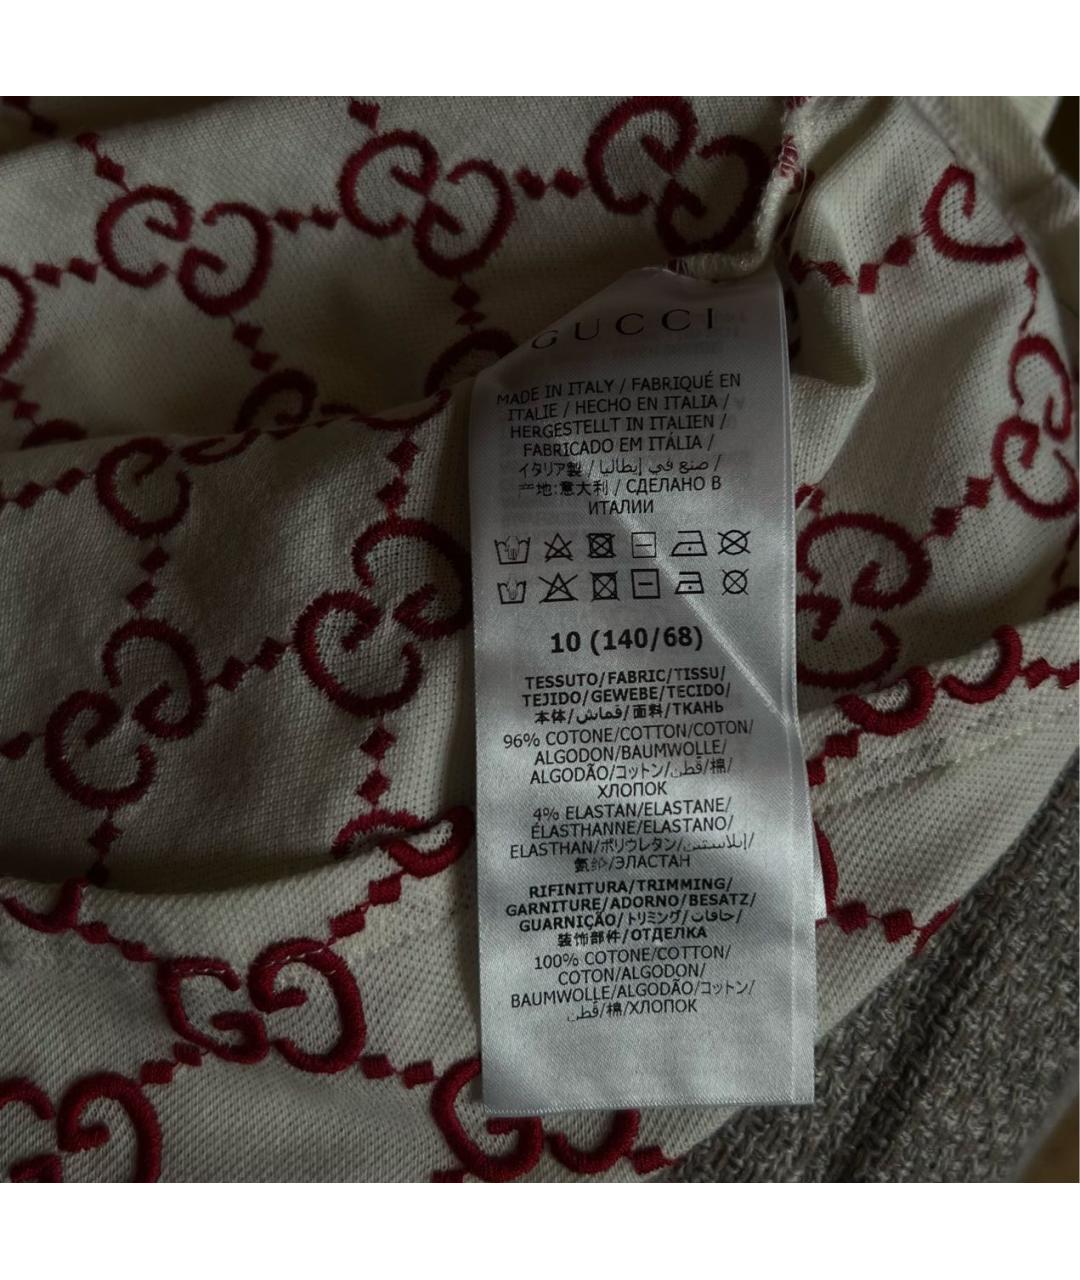 GUCCI
MADE IN ITALY / FABRIQUÉ EN
ITALIE / HECHO EN ITALIA /
HERGESTELLT IN ITALIEN /
FABRICADO EM ITÁLIA /
イタリア製 / صنع في إيطاليا /
产地:意大利 / СДЕЛАНО В
ИТАЛИИ
10 (140/68)
TESSUTO/FABRIC/TISSU/
TEJIDO/GEWEBE/TECIDO/
本体/قماش/面料/ТКАНЬ
96% COTONE/COTTON/COTON/
ALGODON/BAUMWOLLE/
ALGODÃO/コットン/قطن/棉/
ХЛОПОК
4% ELASTAN/ELASTANE/
ÉLASTHANNE/ELASTANO/
ELASTHAN/ポリウレタン/إيلاستين/
氨纶/ЭЛАСТАН
RIFINITURA/TRIMMING/
GARNITURE/ADORNO/BESATZ/
GUARNIÇÃO/トリミング/حافات/
装饰部件/ОТДЕЛКА
100% COTONE/COTTON/
COTON/ALGODON/
BAUMWOLLE/ALGODÃO/コットン/
قطن/棉/ХЛОПОК